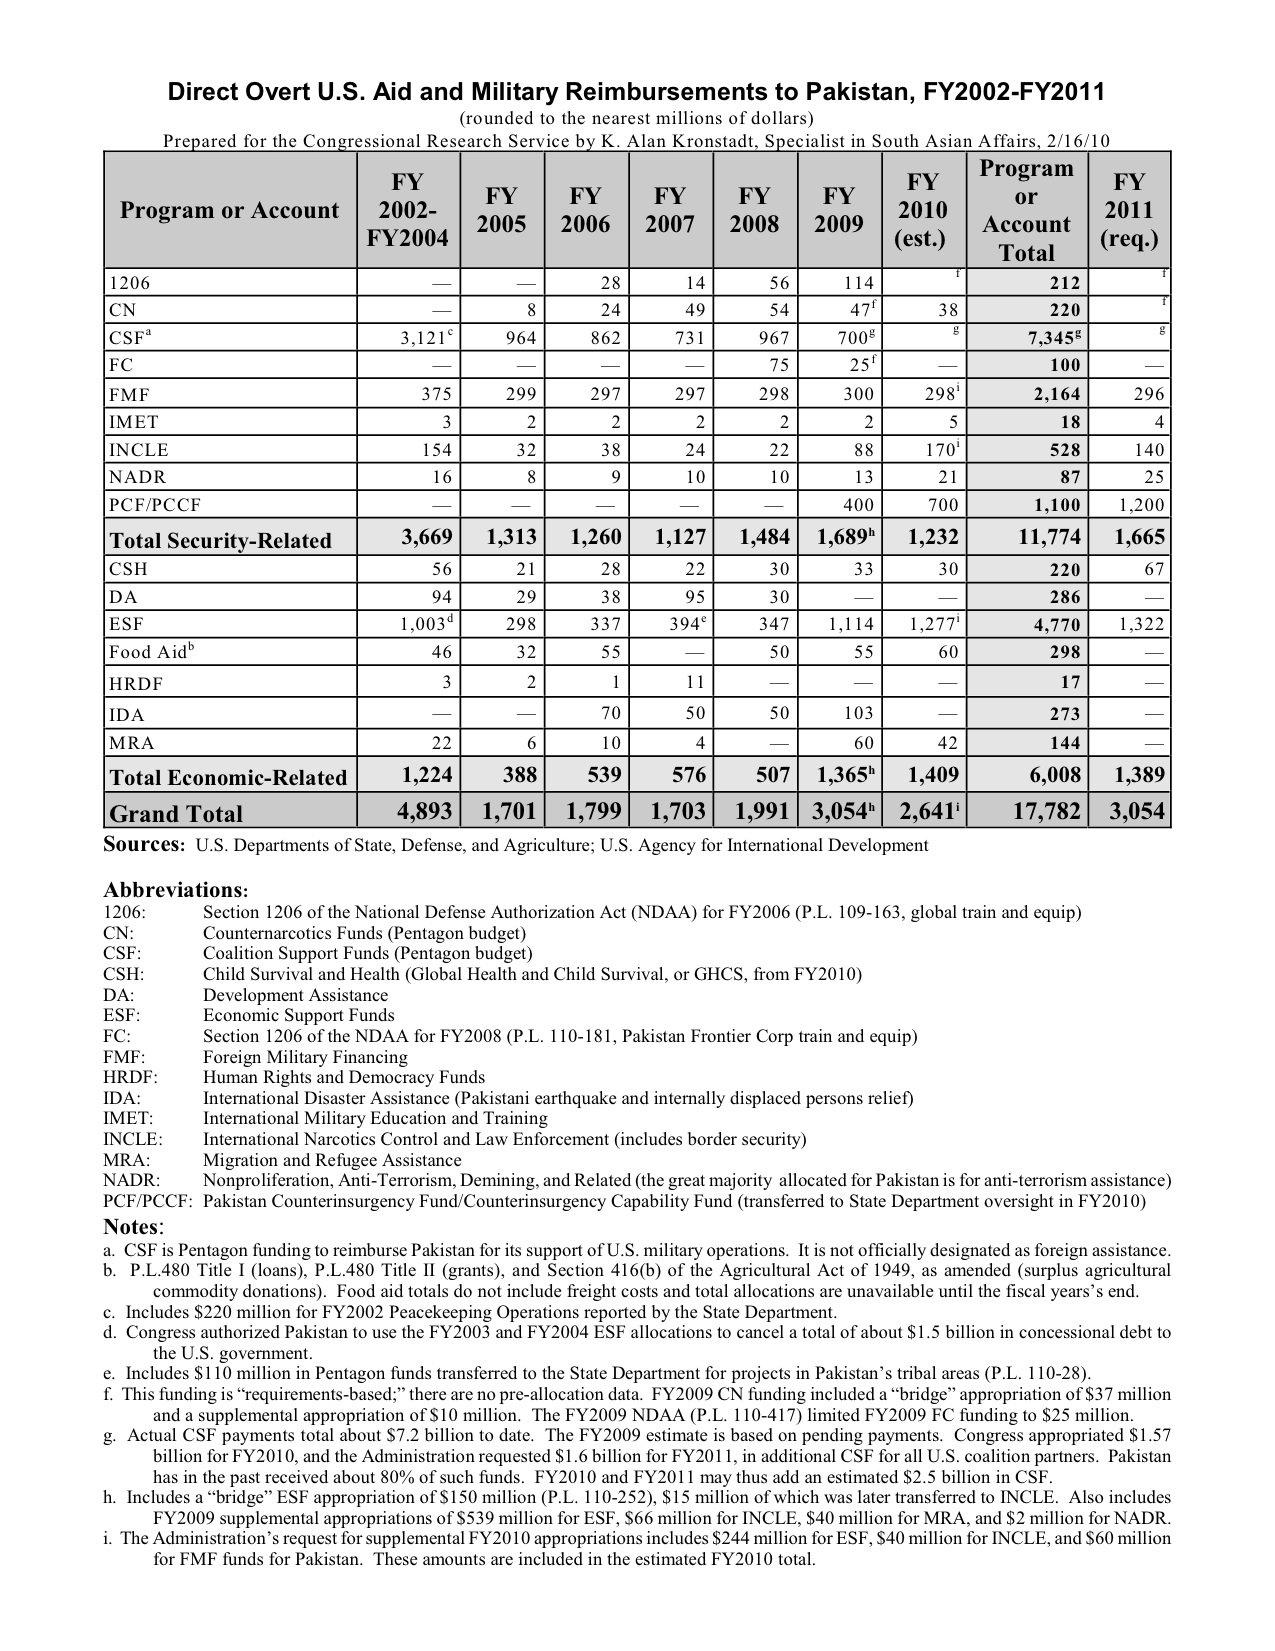 Direct Overt U.S. Aid and Military Reimbursements to Pakistan, FY2002-FY2011
(rounded to the nearest millions of dollars)
Prepared for the Congressional Research Service by K. Alan Kronstadt, Specialist in South Asian Affairs, 2/16/10
Program or Account | FY 2002-FY2004 | FY 2005 | FY 2006 | FY 2007 | FY 2008 | FY 2009 | FY 2010 (est.) | Program or Account Total | FY 2011 (req.)
1206 | — | — | 28 | 14 | 56 | 114 | f | 212 | f
CN | — | 8 | 24 | 49 | 54 | 47f | 38 | 220 | f
CSFa | 3,121c | 964 | 862 | 731 | 967 | 700g | g | 7,345g | g
FC | — | — | — | — | 75 | 25f | — | 100 | —
FMF | 375 | 299 | 297 | 297 | 298 | 300 | 298i | 2,164 | 296
IMET | 3 | 2 | 2 | 2 | 2 | 2 | 5 | 18 | 4
INCLE | 154 | 32 | 38 | 24 | 22 | 88 | 170i | 528 | 140
NADR | 16 | 8 | 9 | 10 | 10 | 13 | 21 | 87 | 25
PCF/PCCF | — | — | — | — | — | 400 | 700 | 1,100 | 1,200
Total Security-Related | 3,669 | 1,313 | 1,260 | 1,127 | 1,484 | 1,689h | 1,232 | 11,774 | 1,665
CSH | 56 | 21 | 28 | 22 | 30 | 33 | 30 | 220 | 67
DA | 94 | 29 | 38 | 95 | 30 | — | — | 286 | —
ESF | 1,003d | 298 | 337 | 394e | 347 | 1,114 | 1,277i | 4,770 | 1,322
Food Aidb | 46 | 32 | 55 | — | 50 | 55 | 60 | 298 | —
HRDF | 3 | 2 | 1 | 11 | — | — | — | 17 | —
IDA | — | — | 70 | 50 | 50 | 103 | — | 273 | —
MRA | 22 | 6 | 10 | 4 | — | 60 | 42 | 144 | —
Total Economic-Related | 1,224 | 388 | 539 | 576 | 507 | 1,365h | 1,409 | 6,008 | 1,389
Grand Total | 4,893 | 1,701 | 1,799 | 1,703 | 1,991 | 3,054h | 2,641i | 17,782 | 3,054
Sources: U.S. Departments of State, Defense, and Agriculture; U.S. Agency for International Development
Abbreviations:
1206: Section 1206 of the National Defense Authorization Act (NDAA) for FY2006 (P.L. 109-163, global train and equip)
CN: Counternarcotics Funds (Pentagon budget)
CSF: Coalition Support Funds (Pentagon budget)
CSH: Child Survival and Health (Global Health and Child Survival, or GHCS, from FY2010)
DA: Development Assistance
ESF: Economic Support Funds
FC: Section 1206 of the NDAA for FY2008 (P.L. 110-181, Pakistan Frontier Corp train and equip)
FMF: Foreign Military Financing
HRDF: Human Rights and Democracy Funds
IDA: International Disaster Assistance (Pakistani earthquake and internally displaced persons relief)
IMET: International Military Education and Training
INCLE: International Narcotics Control and Law Enforcement (includes border security)
MRA: Migration and Refugee Assistance
NADR: Nonproliferation, Anti-Terrorism, Demining, and Related (the great majority allocated for Pakistan is for anti-terrorism assistance)
PCF/PCCF: Pakistan Counterinsurgency Fund/Counterinsurgency Capability Fund (transferred to State Department oversight in FY2010)
Notes:
a. CSF is Pentagon funding to reimburse Pakistan for its support of U.S. military operations. It is not officially designated as foreign assistance.
b. P.L.480 Title I (loans), P.L.480 Title II (grants), and Section 416(b) of the Agricultural Act of 1949, as amended (surplus agricultural
commodity donations). Food aid totals do not include freight costs and total allocations are unavailable until the fiscal years's end.
c. Includes $220 million for FY2002 Peacekeeping Operations reported by the State Department.
d. Congress authorized Pakistan to use the FY2003 and FY2004 ESF allocations to cancel a total of about $1.5 billion in concessional debt to
the U.S. government.
e. Includes $110 million in Pentagon funds transferred to the State Department for projects in Pakistan's tribal areas (P.L. 110-28).
f. This funding is “requirements-based;” there are no pre-allocation data. FY2009 CN funding included a “bridge” appropriation of $37 million
and a supplemental appropriation of $10 million. The FY2009 NDAA (P.L. 110-417) limited FY2009 FC funding to $25 million.
g. Actual CSF payments total about $7.2 billion to date. The FY2009 estimate is based on pending payments. Congress appropriated $1.57
billion for FY2010, and the Administration requested $1.6 billion for FY2011, in additional CSF for all U.S. coalition partners. Pakistan
has in the past received about 80% of such funds. FY2010 and FY2011 may thus add an estimated $2.5 billion in CSF.
h. Includes a “bridge” ESF appropriation of $150 million (P.L. 110-252), $15 million of which was later transferred to INCLE. Also includes
FY2009 supplemental appropriations of $539 million for ESF, $66 million for INCLE, $40 million for MRA, and $2 million for NADR.
i. The Administration's request for supplemental FY2010 appropriations includes $244 million for ESF, $40 million for INCLE, and $60 million
for FMF funds for Pakistan. These amounts are included in the estimated FY2010 total.